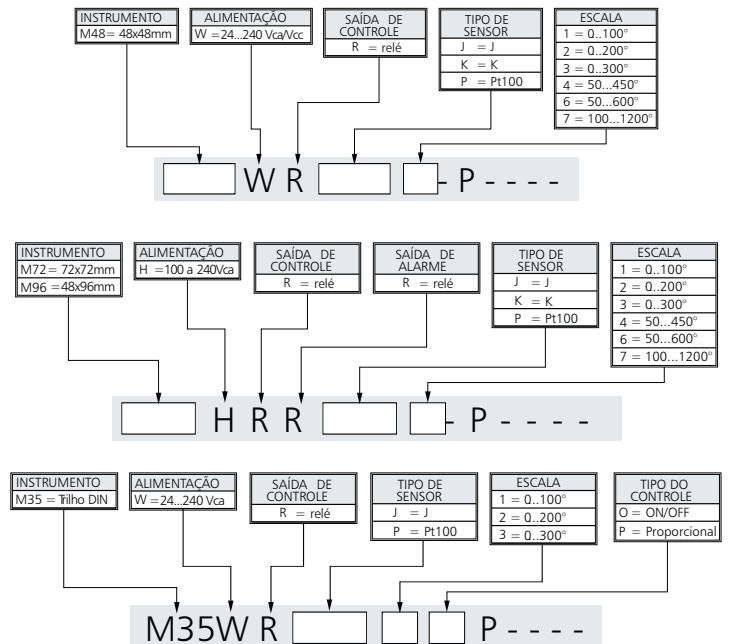 INSTRUMENTO
M48= 48x48mm
ALIMENTAÇÃO
W =24...240 Vca/Vcc
SAÍDA DE
CONTROLE
R = relé
TIPO DE
SENSOR
J = J
K = K
P = Pt100
ESCALA
1 = 0..100°
2 = 0..200°
3 = 0..300°
4 = 50...450°
6 = 50...600°
7 = 100...1200°
W R - P - - - -
INSTRUMENTO
M72= 72x72mm
M96 =48x96mm
ALIMENTAÇÃO
H =100 a 240Vca
SAÍDA DE
CONTROLE
R = relé
SAÍDA DE
ALARME
R = relé
TIPO DE
SENSOR
J = J
K = K
P = Pt100
ESCALA
1 = 0..100°
2 = 0..200°
3 = 0..300°
4 = 50...450°
6 = 50...600°
7 = 100...1200°
H R R - P - - - -
INSTRUMENTO
M35 = Trilho DIN
ALIMENTAÇÃO
W =24...240 Vca
SAÍDA DE
CONTROLE
R = relé
TIPO DE
SENSOR
J = J
P = Pt100
ESCALA
1 = 0..100°
2 = 0..200°
3 = 0..300°
TIPO DO
CONTROLE
O = ON/OFF
P = Proporcional
M35W R P - - - -